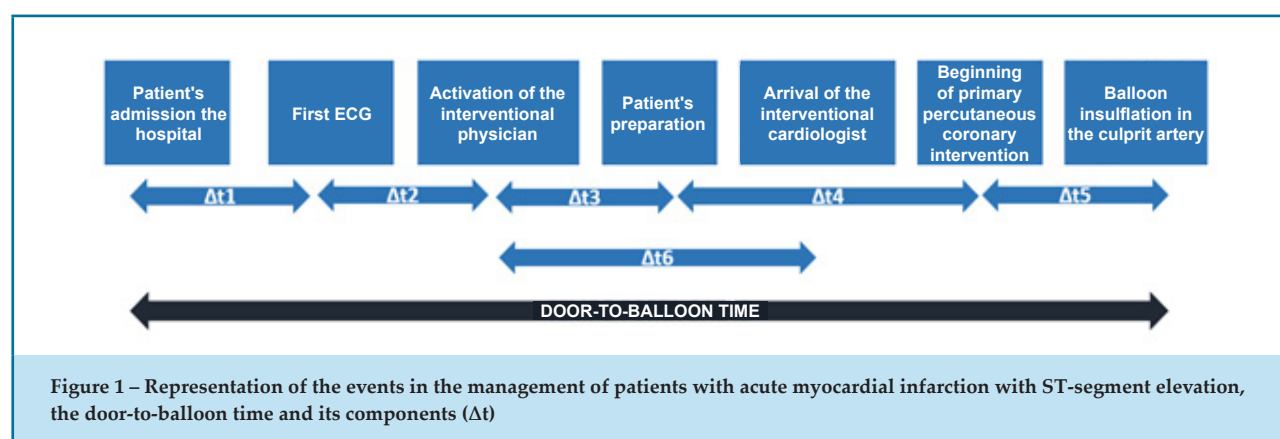 Patient's
admission the
hospital
First ECG
Activation of the
interventional
physician
Patient's
preparation
Arrival of the
interventional
cardiologist
Beginning
of primary
percutaneous
coronary
intervention
Balloon
insulflation in
the culprit artery
Δt1
Δt2
Δt3
Δt4
Δt5
Δt6
DOOR-TO-BALLOON TIME
Figure 1 – Representation of the events in the management of patients with acute myocardial infarction with ST-segment elevation,
the door-to-balloon time and its components (Δt)